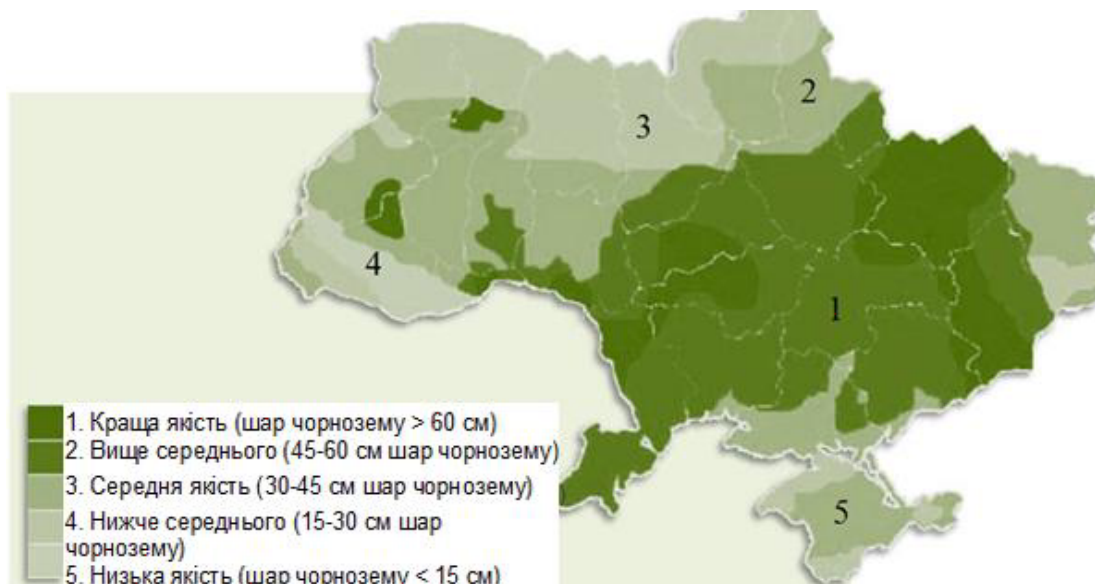 2
3
4
1
5
1. Краща якість (шар чорнозему > 60 см)
2. Вище середнього (45-60 см шар чорнозему)
3. Середня якість (30-45 см шар чорнозему)
4. Нижче середнього (15-30 см шар
чорнозему)
5. Низька якість (шар чорнозему < 15 см)